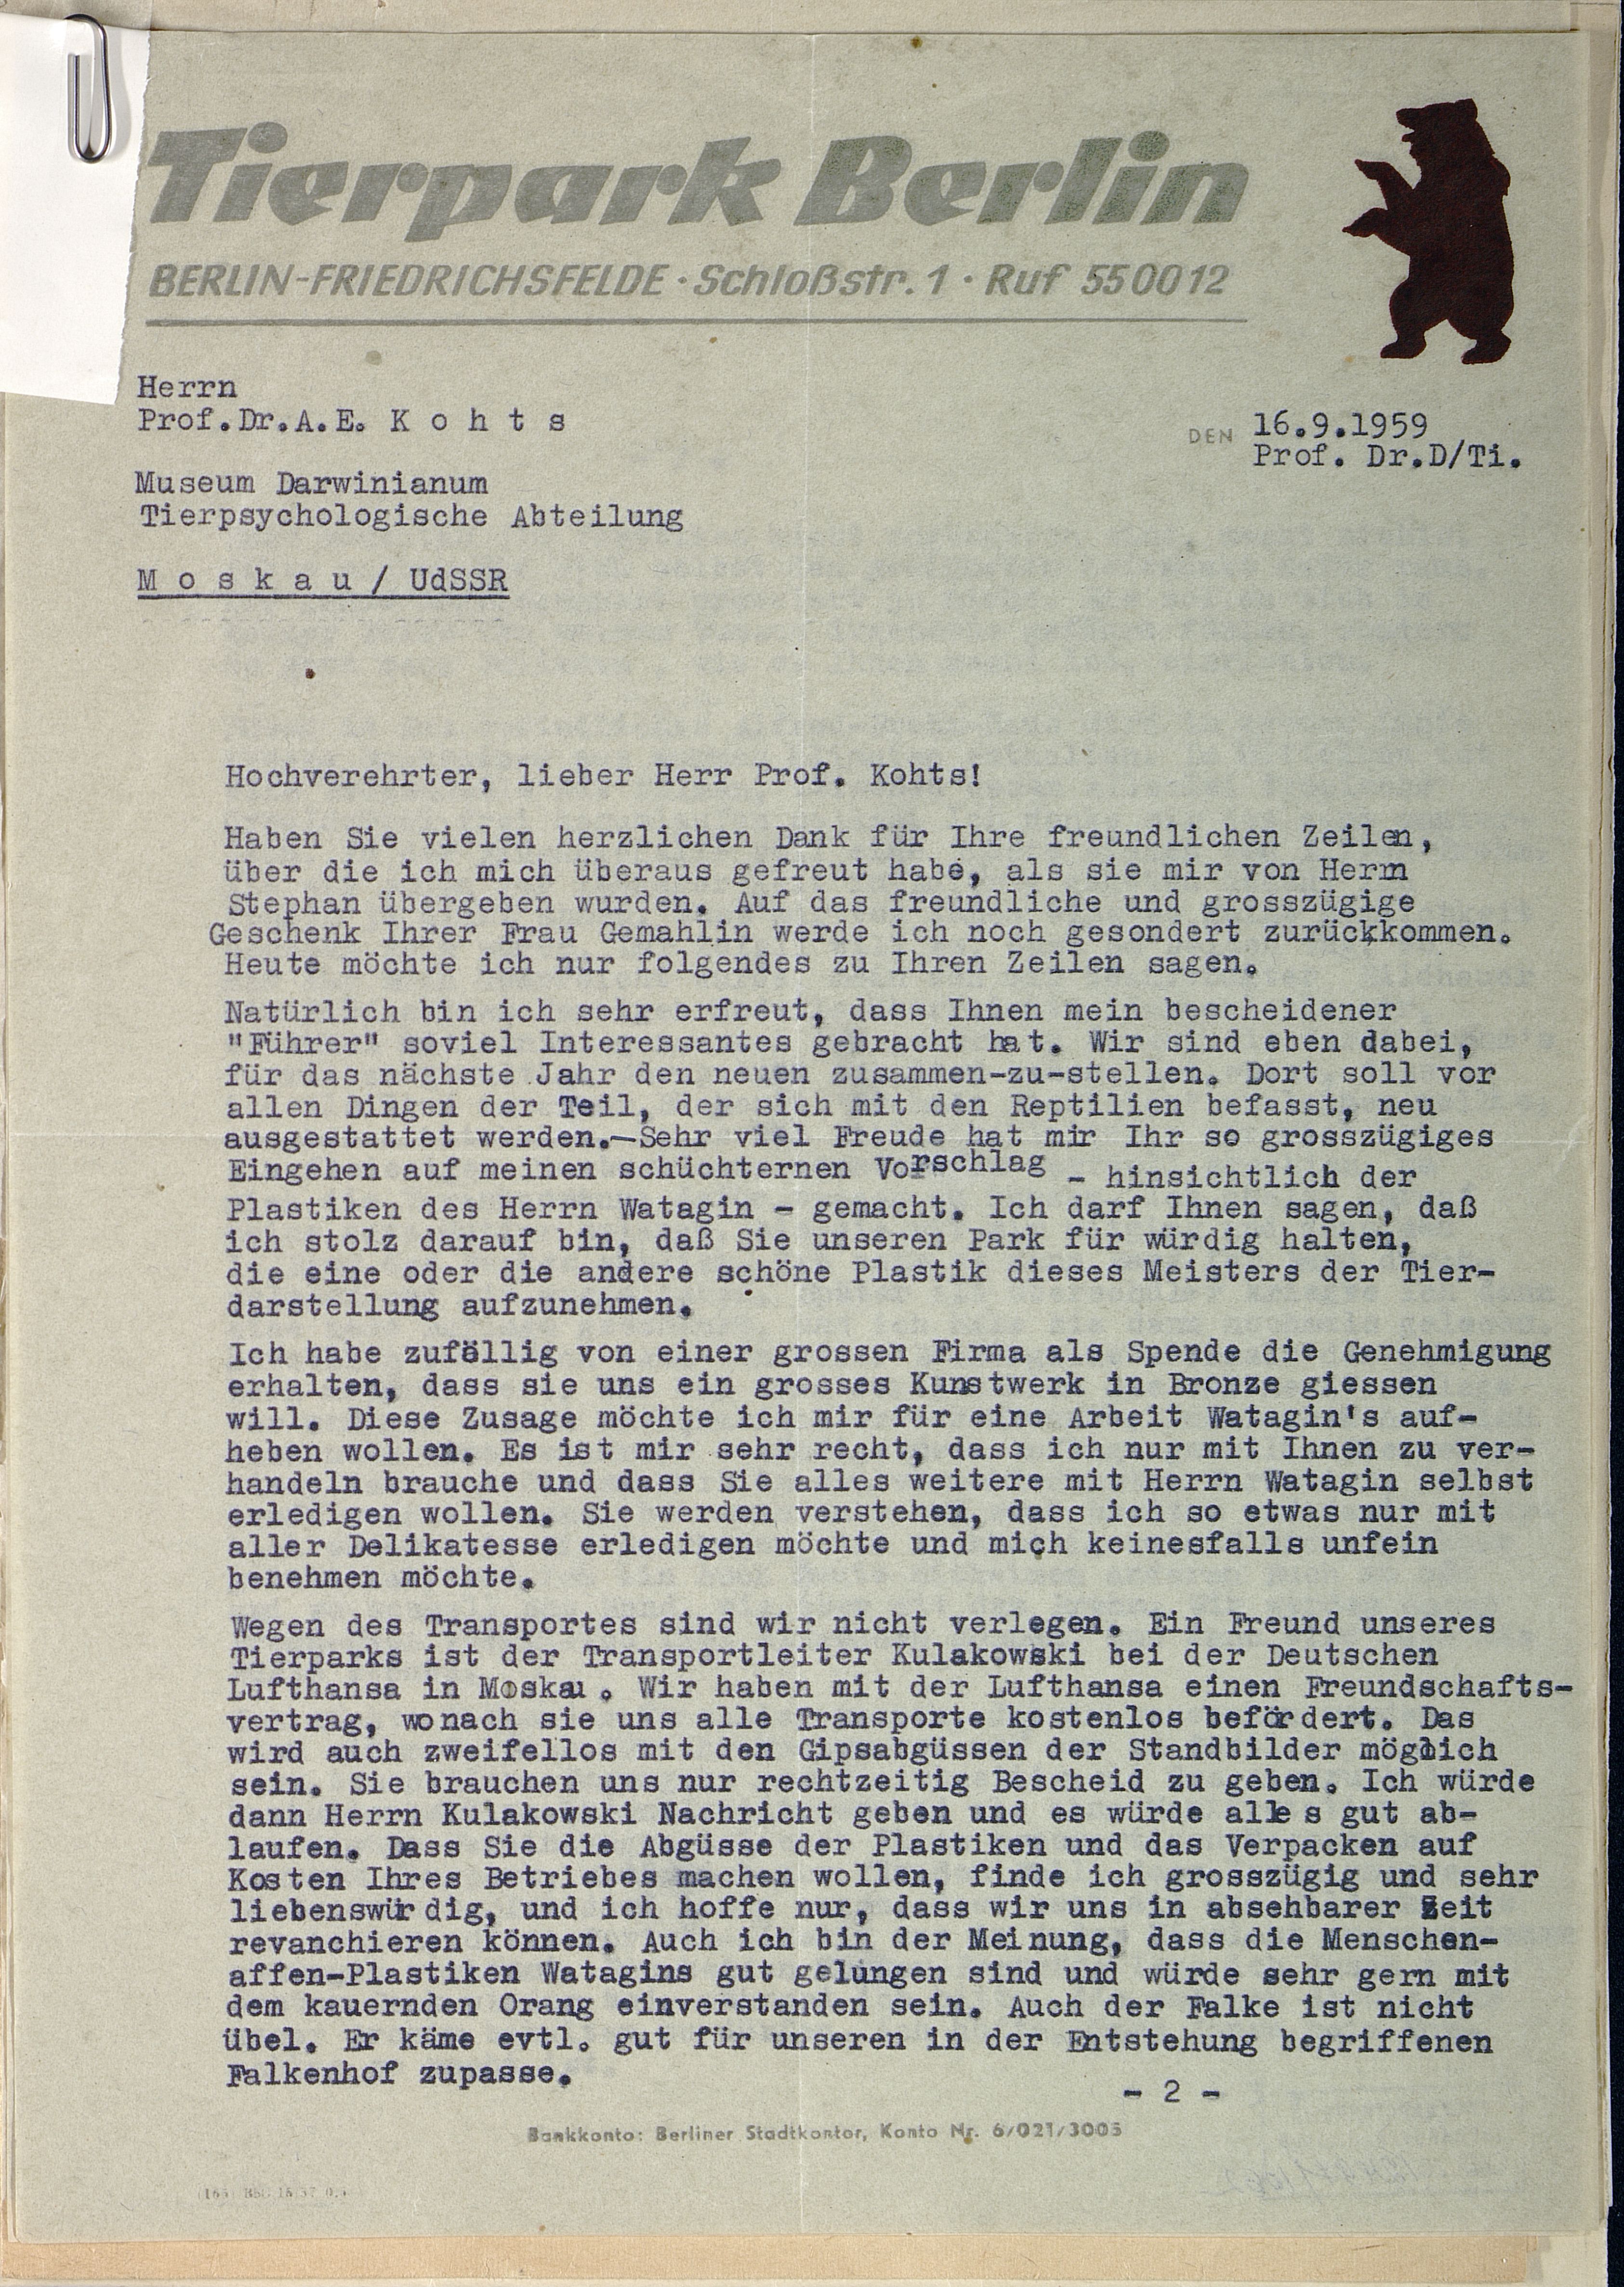 Tierpark Berlin
BERLIN-FRIEDRICHSFELDE · Schloßstr. 1 · Ruf 55 00 12
Herrn
Prof.Dr.A.E. K o h t s
DEN 16.9.1959
Prof. Dr.D/Ti.
Museum Darwinianum
Tierpsychologische Abteilung
M o s k a u / UdSSR
Hochverehrter, lieber Herr Prof. Kohts!
Haben Sie vielen herzlichen Dank für Ihre freundlichen Zeilen,
über die ich mich überaus gefreut habe, als sie mir von Herrn
Stephan übergeben wurden. Auf das freundliche und grosszügige
Geschenk Ihrer Frau Gemahlin werde ich noch gesondert zurückkommen.
Heute möchte ich nur folgendes zu Ihren Zeilen sagen.
Natürlich bin ich sehr erfreut, dass Ihnen mein bescheidener
"Führer" soviel Interessantes gebracht hat. Wir sind eben dabei,
für das nächste Jahr den neuen zusammen-zu-stellen. Dort soll vor
allen Dingen der Teil, der sich mit den Reptilien befasst, neu
ausgestattet werden.—Sehr viel Freude hat mir Ihr so grosszügiges
Eingehen auf meinen schüchternen Vorschlag - hinsichtlich der
Plastiken des Herrn Watagin - gemacht. Ich darf Ihnen sagen, daß
ich stolz darauf bin, daß Sie unseren Park für würdig halten,
die eine oder die andere schöne Plastik dieses Meisters der Tier-
darstellung aufzunehmen.
Ich habe zufällig von einer grossen Firma als Spende die Genehmigung
erhalten, dass sie uns ein grosses Kunstwerk in Bronze giessen
will. Diese Zusage möchte ich mir für eine Arbeit Watagin's auf-
heben wollen. Es ist mir sehr recht, dass ich nur mit Ihnen zu ver-
handeln brauche und dass Sie alles weitere mit Herrn Watagin selbst
erledigen wollen. Sie werden verstehen, dass ich so etwas nur mit
aller Delikatesse erledigen möchte und mich keinesfalls unfein
benehmen möchte.
Wegen des Transportes sind wir nicht verlegen. Ein Freund unseres
Tierparks ist der Transportleiter Kulakowski bei der Deutschen
Lufthansa in Moskau . Wir haben mit der Lufthansa einen Freundschafts-
vertrag, wonach sie uns alle Transporte kostenlos befördert. Das
wird auch zweifellos mit den Gipsabgüssen der Standbilder möglich
sein. Sie brauchen uns nur rechtzeitig Bescheid zu geben. Ich würde
dann Herrn Kulakowski Nachricht geben und es würde alles gut ab-
laufen. Dass Sie die Abgüsse der Plastiken und das Verpacken auf
Kosten Ihres Betriebes machen wollen, finde ich grosszügig und sehr
liebenswürdig, und ich hoffe nur, dass wir uns in absehbarer Zeit
revanchieren können. Auch ich bin der Meinung, dass die Menschen-
affen-Plastiken Watagins gut gelungen sind und würde sehr gern mit
dem kauernden Orang einverstanden sein. Auch der Falke ist nicht
übel. Er käme evtl. gut für unseren in der Entstehung begriffenen
Falkenhof zupasse.
- 2 -
Bankkonto: Berliner Stadtkontor, Konto Nr. 6/021/3005